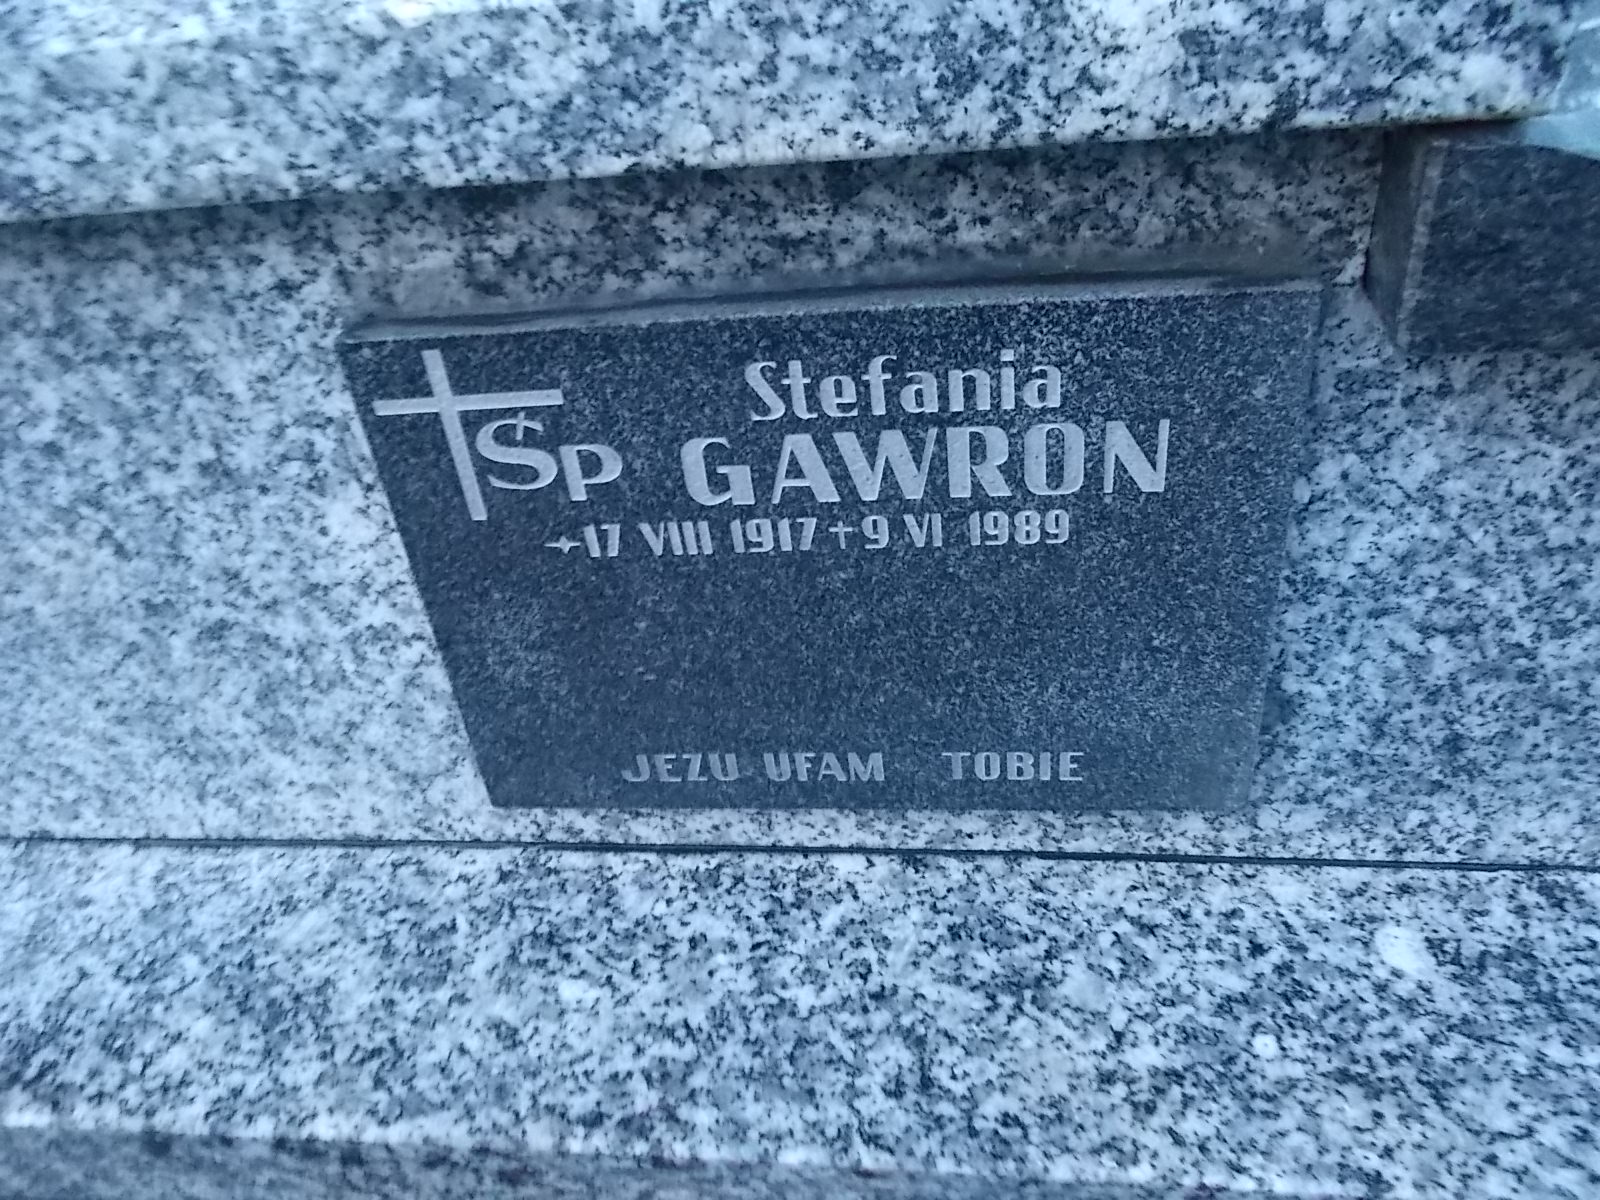 Stefania
ŚP GAWRON
17 VIII 1917 + 9 VI 1989
JEZU UFAM TOBIE